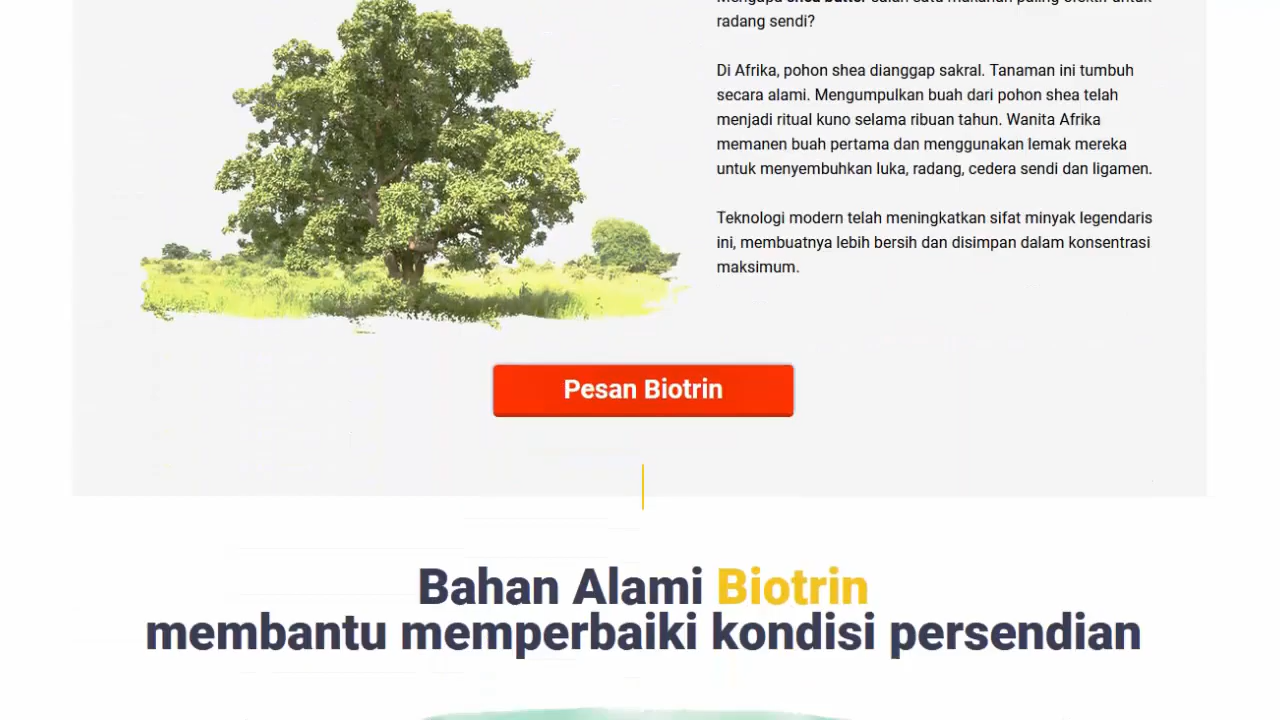 radang sendi?
Di Afrika, pohon shea dianggap sakral. Tanaman ini tumbuh
secara alami. Mengumpulkan buah dari pohon shea telah
menjadi ritual kuno selama ribuan tahun. Wanita Afrika
memanen buah pertama dan menggunakan lemak mereka
untuk menyembuhkan luka, radang, cedera sendi dan ligamen.
Teknologi modern telah meningkatkan sifat minyak legendaris
ini, membuatnya lebih bersih dan disimpan dalam konsentrasi
maksimum.
Pesan Biotrin
Bahan Alami Biotrin
membantu memperbaiki kondisi persendian